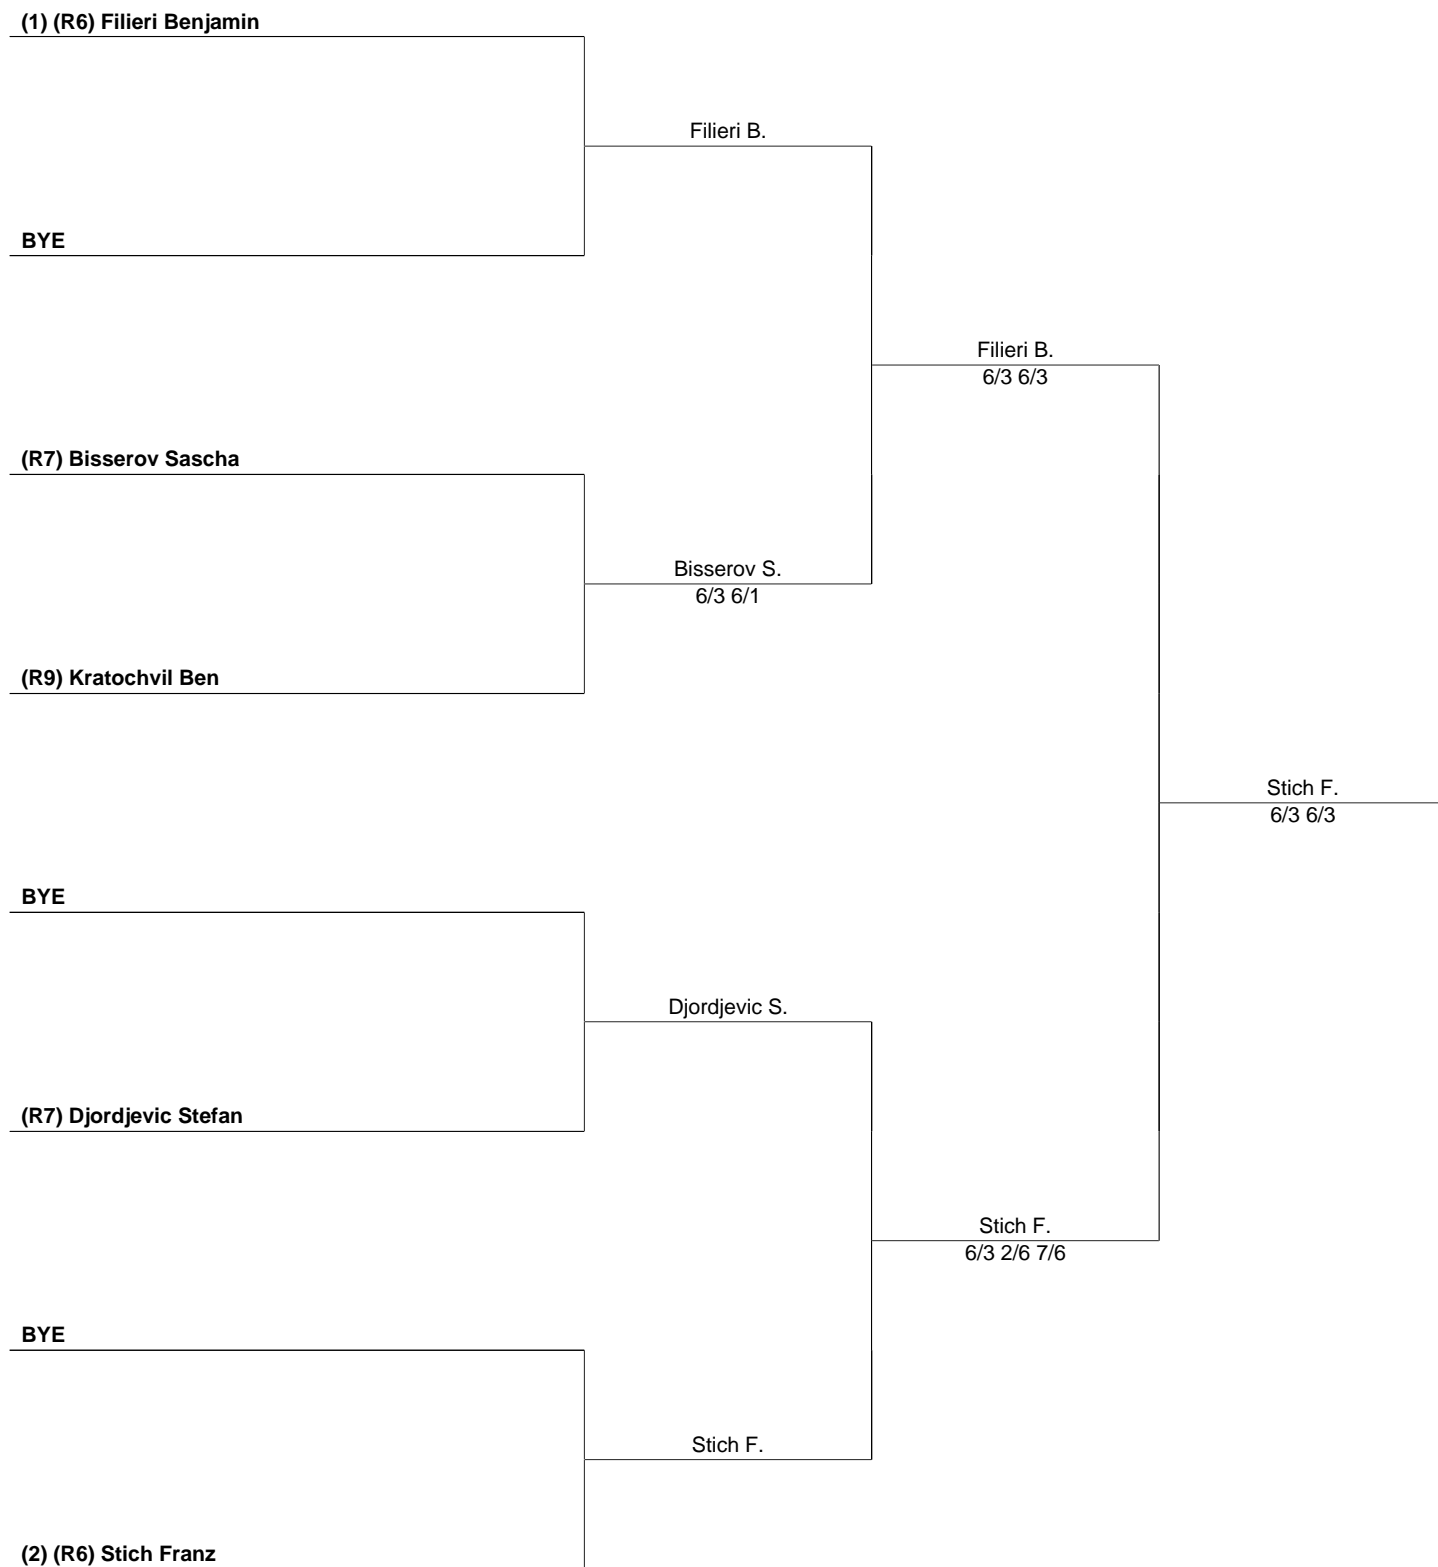 (1) (R6) Filieri Benjamin
Filieri B.
BYE
Filieri B.
6/3 6/3
(R7) Bisserov Sascha
Bisserov S.
6/3 6/1
(R9) Kratochvil Ben
Stich F.
6/3 6/3
BYE
Djordjevic S.
(R7) Djordjevic Stefan
Stich F.
6/3 2/6 7/6
BYE
Stich F.
(2) (R6) Stich Franz